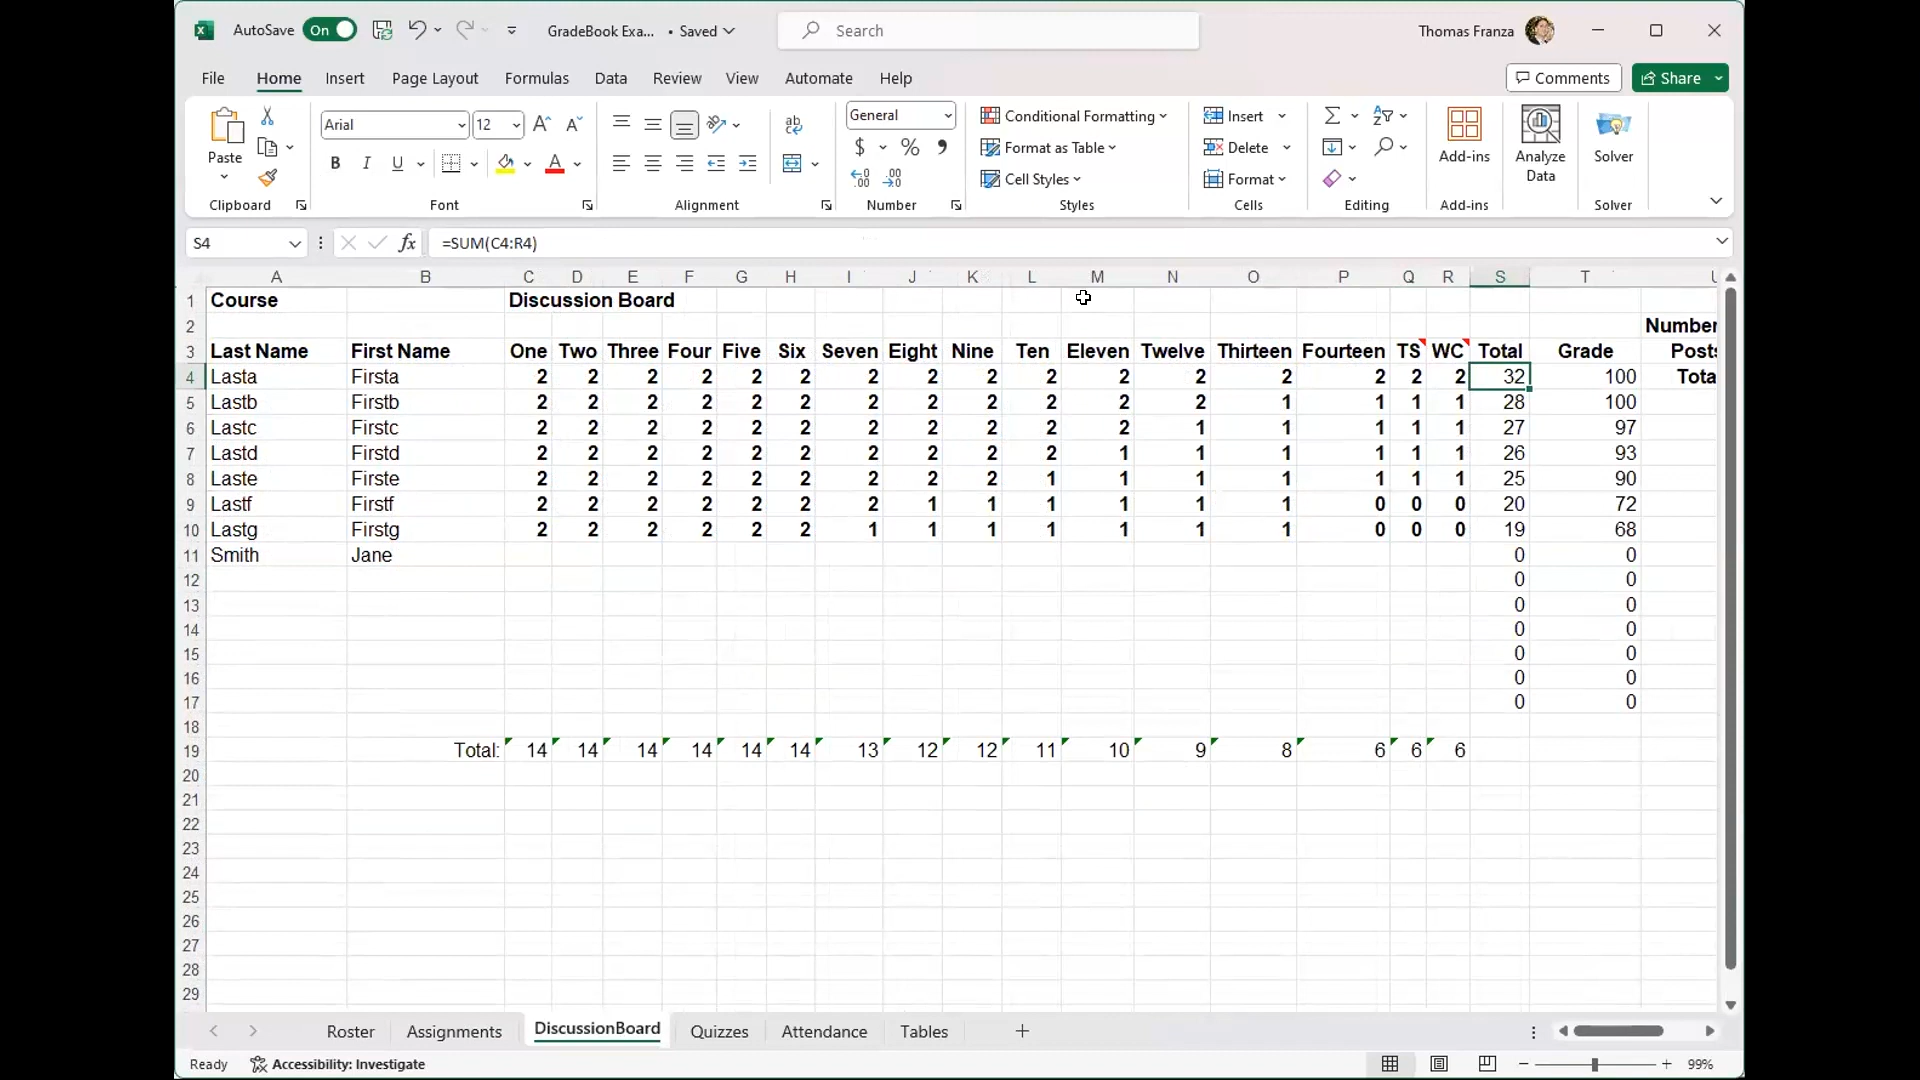 AutoSave On GradeBook Exa... • Saved Search Thomas Franza
File Home Insert Page Layout Formulas Data Review View Automate Help Comments Share
Paste Arial 12 General Conditional Formatting Insert
B I U $ % Format as Table Delete Add-ins Analyze Data Solver
Cell Styles Format
Clipboard Font Alignment Number Styles Cells Editing Add-ins Solver
S4 fx =SUM(C4:R4)
A B C D E F G H I J K L M N O P Q R S T U
1 Course Discussion Board
2 Number
3 Last Name First Name One Two Three Four Five Six Seven Eight Nine Ten Eleven Twelve Thirteen Fourteen TS WC Total Grade Posts
4 Lasta Firsta 2 2 2 2 2 2 2 2 2 2 2 2 2 2 2 2 32 100 Tota
5 Lastb Firstb 2 2 2 2 2 2 2 2 2 2 2 2 1 1 1 1 28 100
6 Lastc Firstc 2 2 2 2 2 2 2 2 2 2 2 1 1 1 1 1 27 97
7 Lastd Firstd 2 2 2 2 2 2 2 2 2 2 1 1 1 1 1 1 26 93
8 Laste Firste 2 2 2 2 2 2 2 2 2 1 1 1 1 1 1 1 25 90
9 Lastf Firstf 2 2 2 2 2 2 2 1 1 1 1 1 1 0 0 0 20 72
10 Lastg Firstg 2 2 2 2 2 2 1 1 1 1 1 1 1 0 0 0 19 68
11 Smith Jane 0 0
12 0 0
13 0 0
14 0 0
15 0 0
16 0 0
17 0 0
18
19 Total: 14 14 14 14 14 14 13 12 12 11 10 9 8 6 6 6
20
21
22
23
24
25
26
27
28
29
Roster Assignments DiscussionBoard Quizzes Attendance Tables
Ready Accessibility: Investigate 99%